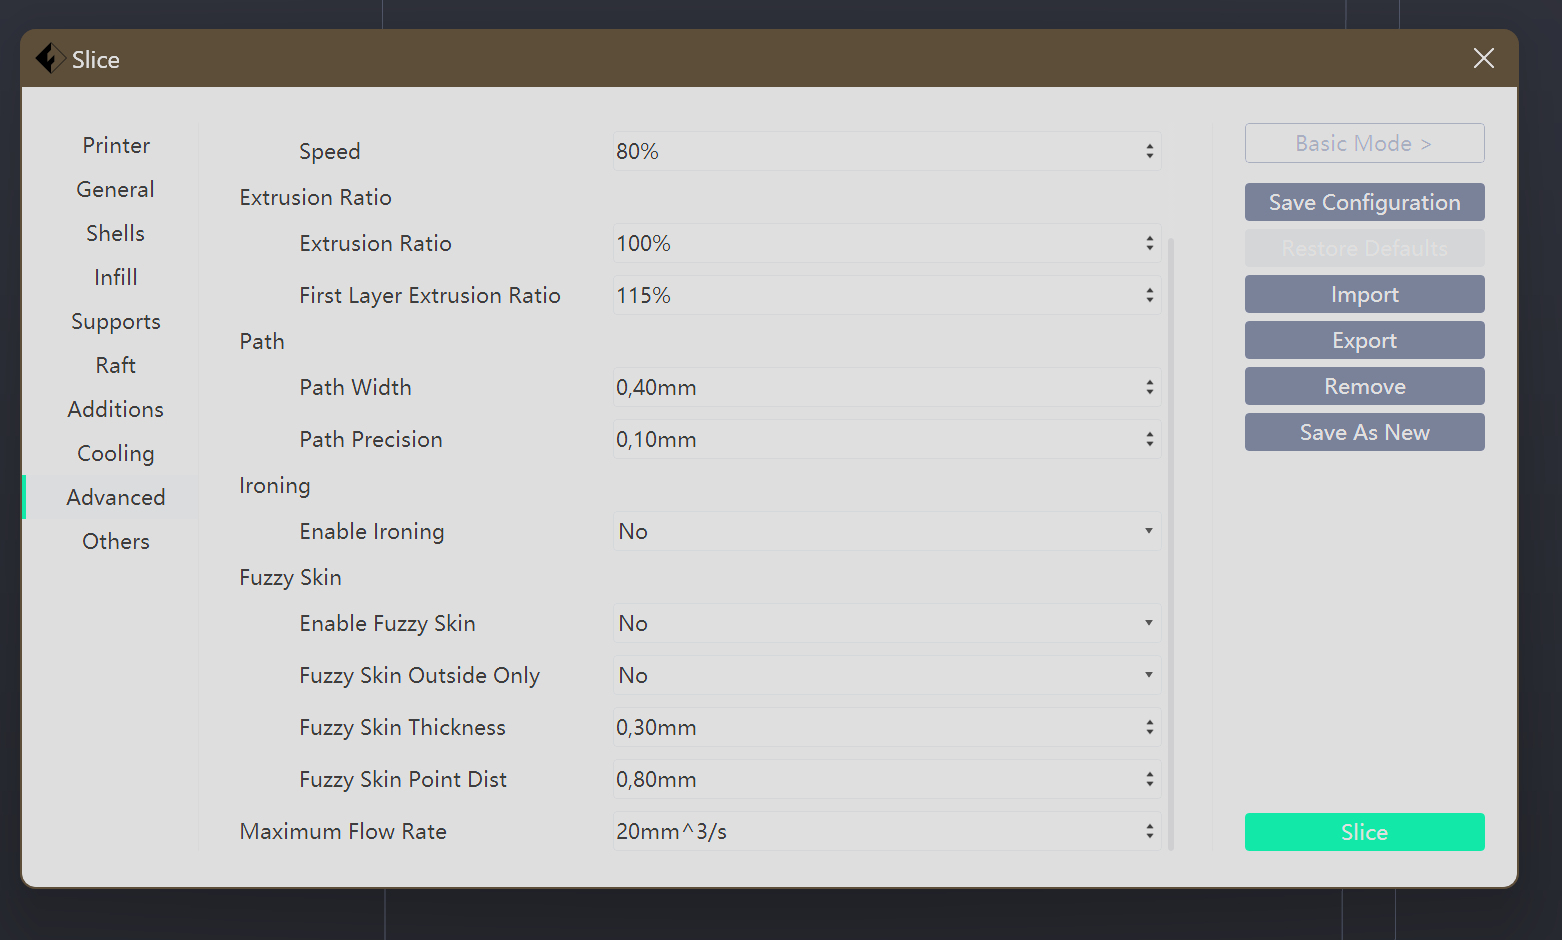 Slice
Printer
General
Shells
Infill
Supports
Raft
Additions
Cooling
Advanced
Others
Speed 80%
Extrusion Ratio
Extrusion Ratio 100%
First Layer Extrusion Ratio 115%
Path
Path Width 0,40mm
Path Precision 0,10mm
Ironing
Enable Ironing No
Fuzzy Skin
Enable Fuzzy Skin No
Fuzzy Skin Outside Only No
Fuzzy Skin Thickness 0,30mm
Fuzzy Skin Point Dist 0,80mm
Maximum Flow Rate 20mm^3/s
Basic Mode >
Save Configuration
Restore Defaults
Import
Export
Remove
Save As New
Slice